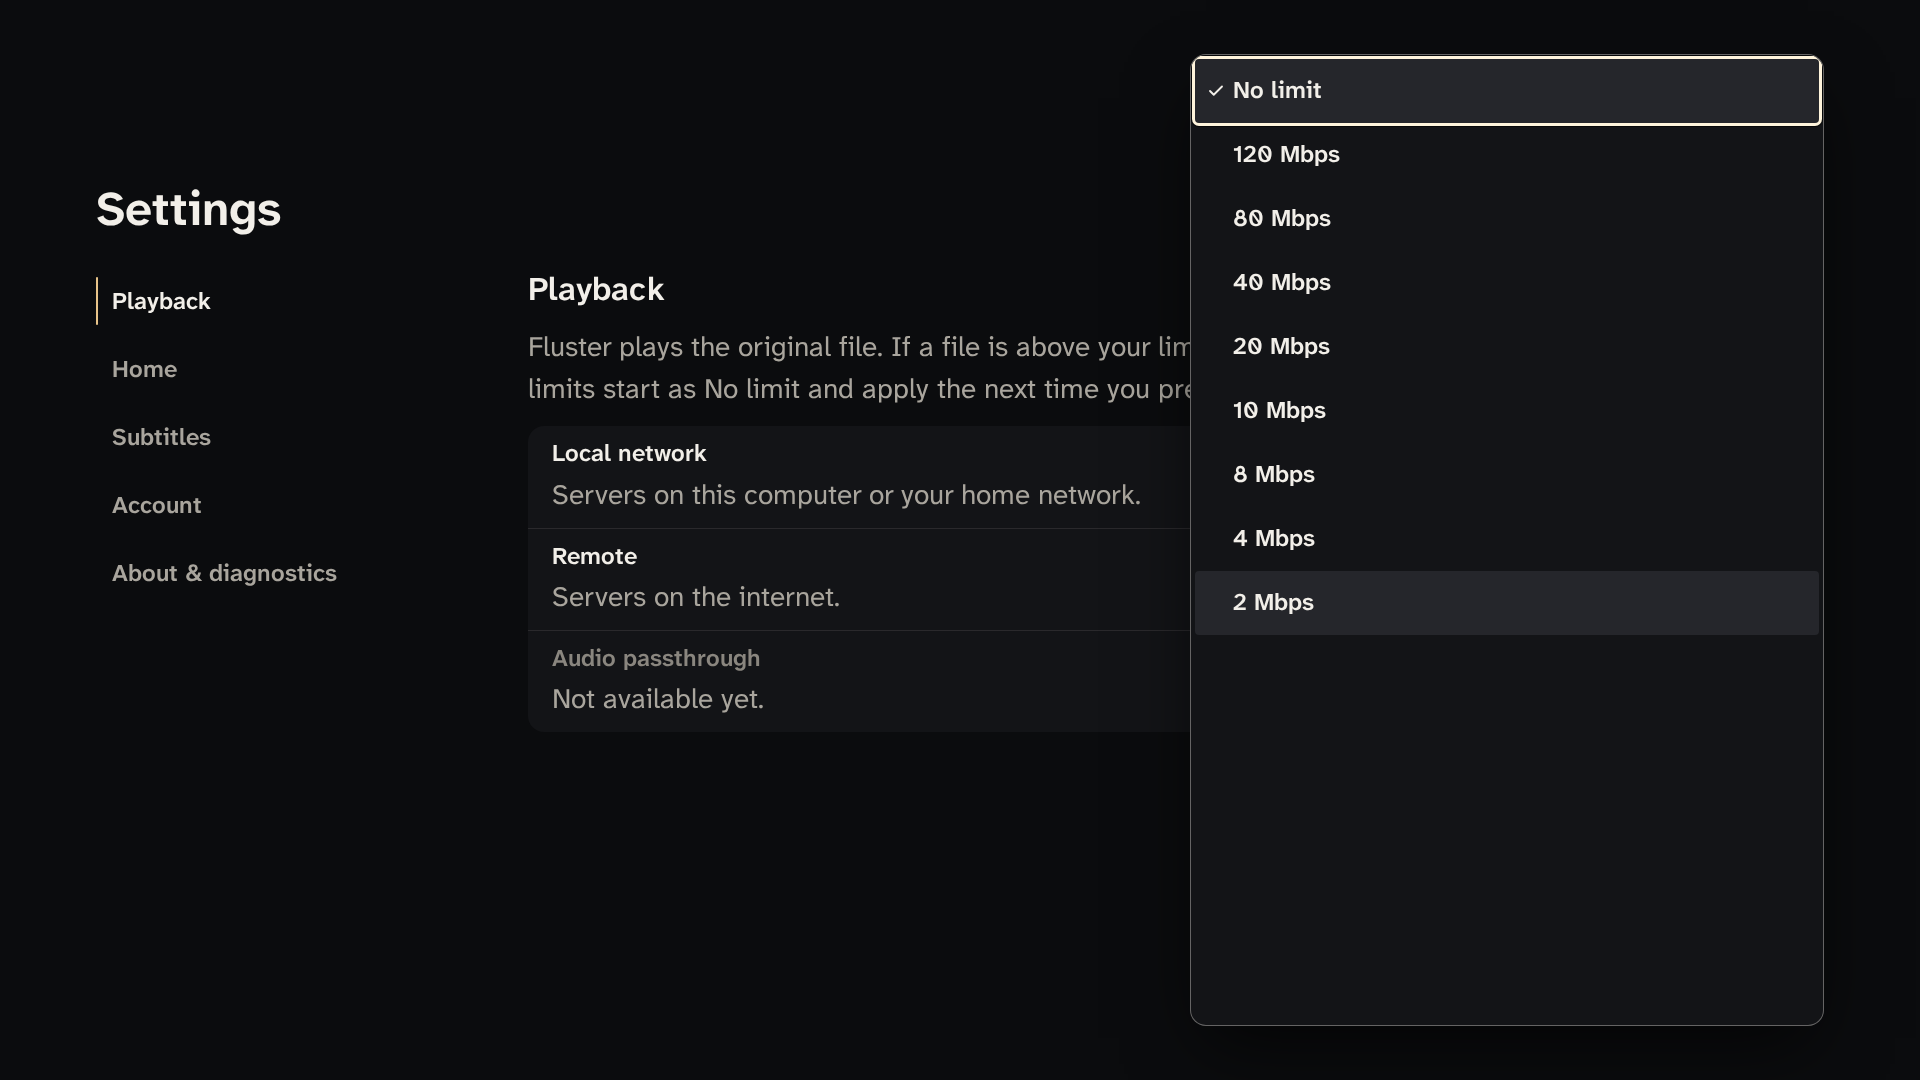 Settings
Playback
Home
Subtitles
Account
About & diagnostics
Playback
Fluster plays the original file. If a file is above your lim
limits start as No limit and apply the next time you pre
Local network
Servers on this computer or your home network.
Remote
Servers on the internet.
Audio passthrough
Not available yet.
No limit
120 Mbps
80 Mbps
40 Mbps
20 Mbps
10 Mbps
8 Mbps
4 Mbps
2 Mbps